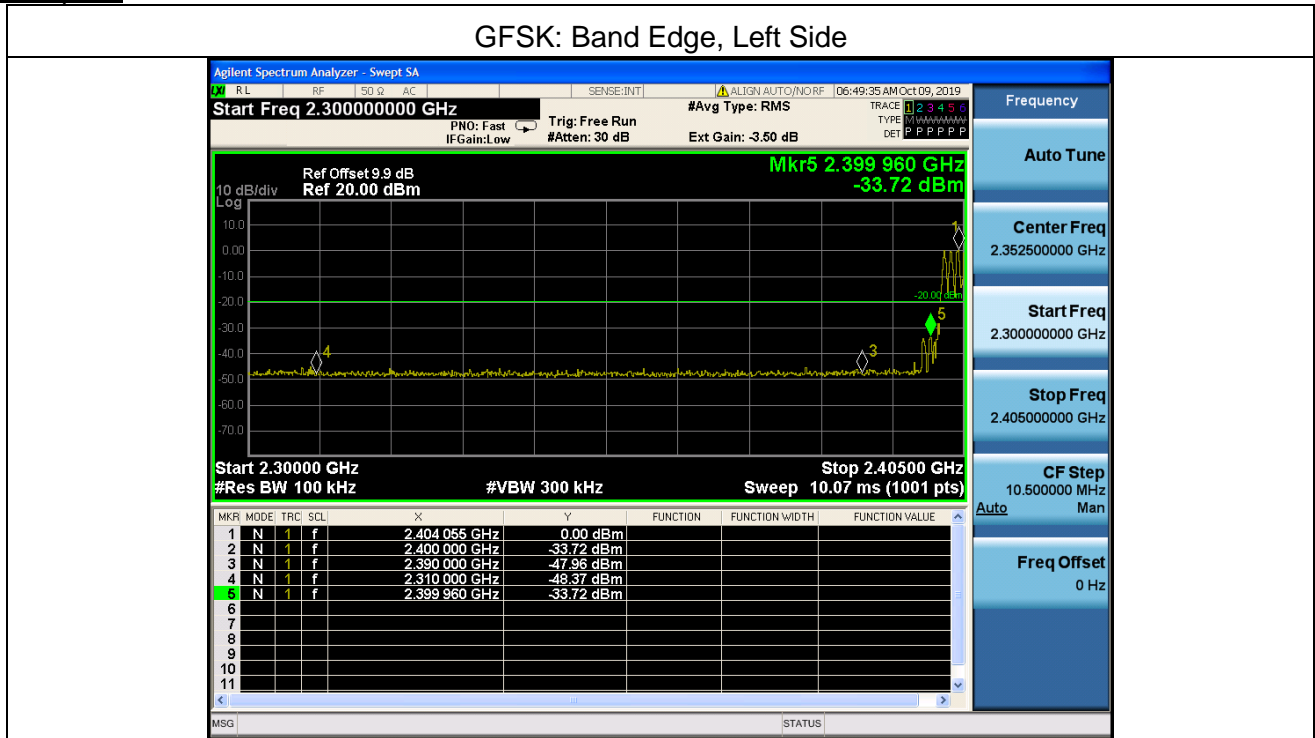 GFSK: Band Edge, Left Side
Agilent Spectrum Analyzer - Swept SA
LXI RL RF 50 Ω AC SENSE:INT ALIGN AUTO/NO RF 06:49:35 AM Oct 09, 2019
Start Freq 2.300000000 GHz
PNO: Fast
IFGain:Low
Trig: Free Run
#Atten: 30 dB
#Avg Type: RMS
Ext Gain: -3.50 dB
TRACE 1 2 3 4 5 6
TYPE M WWWWW
DET P P P P P P
Mkr5 2.399 960 GHz
-33.72 dBm
Ref Offset 9.9 dB
10 dB/div Ref 20.00 dBm
Log
10.0
0.00
-10.0
-20.0
-30.0
-40.0
-50.0
-60.0
-70.0
1
-20.00 dBm
5
4
3
Start 2.30000 GHz Stop 2.40500 GHz
#Res BW 100 kHz #VBW 300 kHz Sweep 10.07 ms (1001 pts)
MKR MODE TRC SCL X Y FUNCTION FUNCTION WIDTH FUNCTION VALUE
1 N 1 f 2.404 055 GHz 0.00 dBm
2 N 1 f 2.400 000 GHz -33.72 dBm
3 N 1 f 2.390 000 GHz -47.96 dBm
4 N 1 f 2.310 000 GHz -48.37 dBm
5 N 1 f 2.399 960 GHz -33.72 dBm
6
7
8
9
10
11
MSG STATUS
Frequency
Auto Tune
Center Freq
2.352500000 GHz
Start Freq
2.300000000 GHz
Stop Freq
2.405000000 GHz
CF Step
10.500000 MHz
Auto Man
Freq Offset
0 Hz